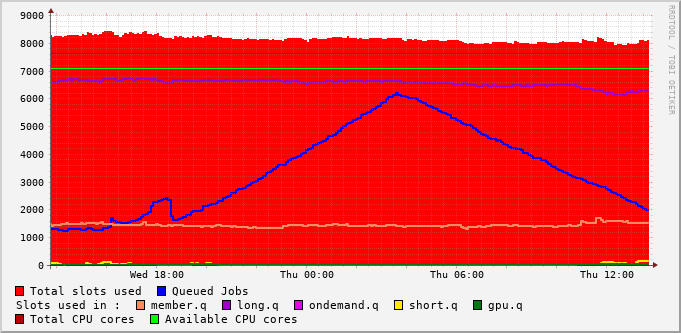 9000
8000
7000
6000
5000
4000
3000
2000
1000
0
Wed 18:00 Thu 00:00 Thu 06:00 Thu 12:00
Total slots used Queued Jobs
Slots used in : member.q long.q ondemand.q short.q gpu.q
Total CPU cores Available CPU cores
RRDTOOL / TOBI OETIKER